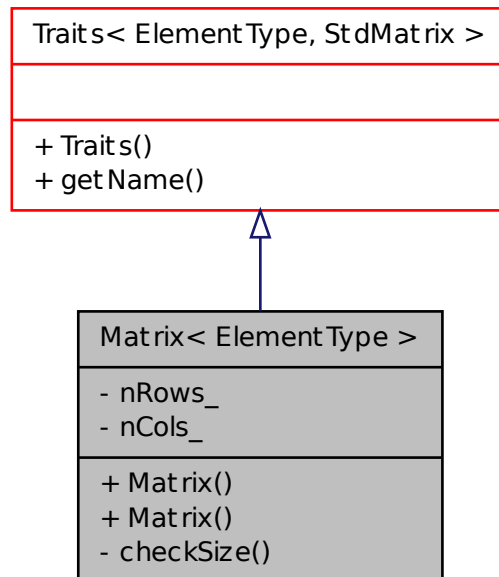 Traits< ElementType, StdMatrix >
+ Traits()
+ getName()
Matrix< ElementType >
- nRows_
- nCols_
+ Matrix()
+ Matrix()
- checkSize()